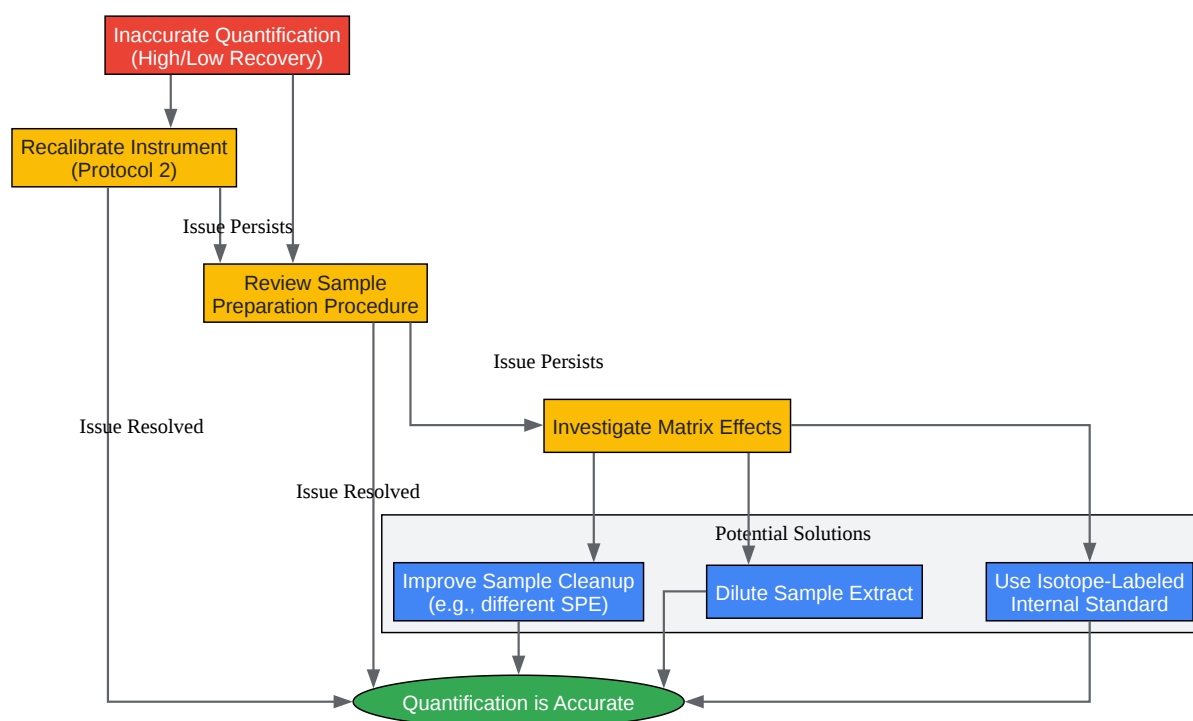 Inaccurate Quantification
(High/Low Recovery)
Recalibrate Instrument
(Protocol 2)
Issue Persists
Review Sample
Preparation Procedure
Issue Persists
Issue Resolved
Investigate Matrix Effects
Issue Resolved
Potential Solutions
Improve Sample Cleanup
(e.g., different SPE)
Dilute Sample Extract
Use Isotope-Labeled
Internal Standard
Quantification is Accurate